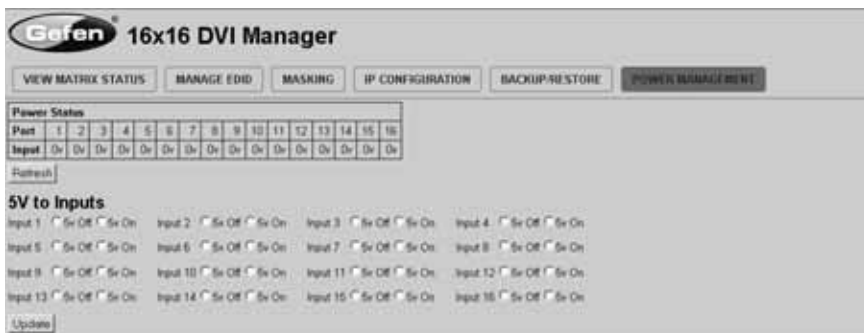 Gefen 16x16 DVI Manager
VIEW MATRIX STATUS MANAGE EDID MASKING IP CONFIGURATION BACKUP/RESTORE POWER MANAGEMENT
Power Status
Port 1 2 3 4 5 6 7 8 9 10 11 12 13 14 15 16
Input 0v 0v 0v 0v 0v 0v 0v 0v 0v 0v 0v 0v 0v 0v 0v 0v
Refresh
5V to Inputs
Input 1 5v Off 5v On Input 2 5v Off 5v On Input 3 5v Off 5v On Input 4 5v Off 5v On
Input 5 5v Off 5v On Input 6 5v Off 5v On Input 7 5v Off 5v On Input 8 5v Off 5v On
Input 9 5v Off 5v On Input 10 5v Off 5v On Input 11 5v Off 5v On Input 12 5v Off 5v On
Input 13 5v Off 5v On Input 14 5v Off 5v On Input 15 5v Off 5v On Input 16 5v Off 5v On
Update